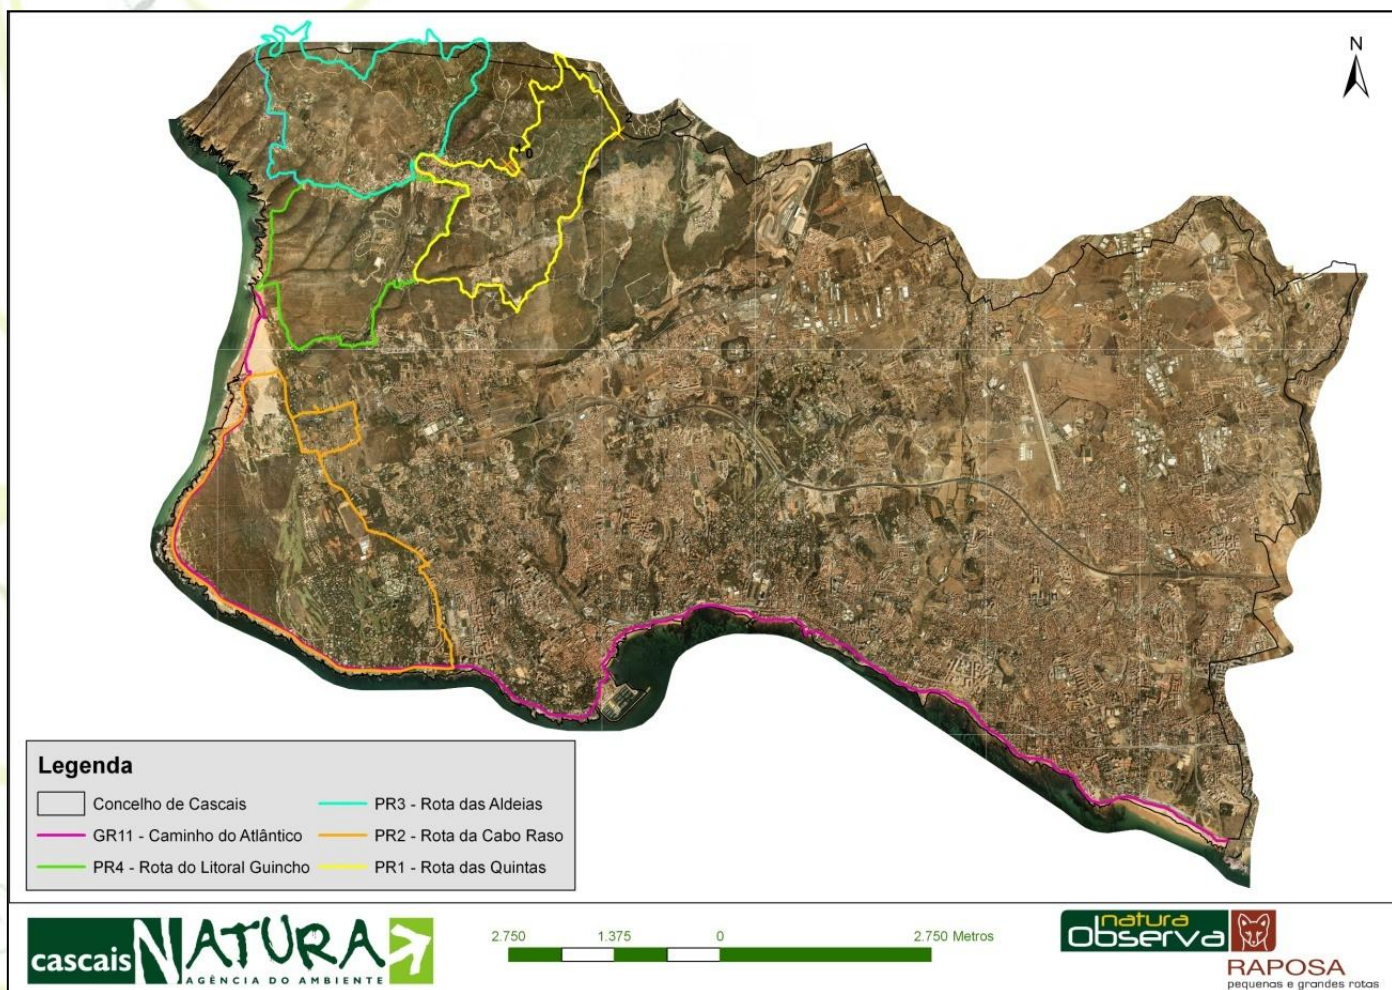 N
2
0
Legenda
Concelho de Cascais
GR11 - Caminho do Atlântico
PR4 - Rota do Litoral Guincho
PR3 - Rota das Aldeias
PR2 - Rota da Cabo Raso
PR1 - Rota das Quintas
cascais NATURA
AGÊNCIA DO AMBIENTE
2.750 1.375 0 2.750 Metros
natura
Observa
RAPOSA
pequenas e grandes rotas